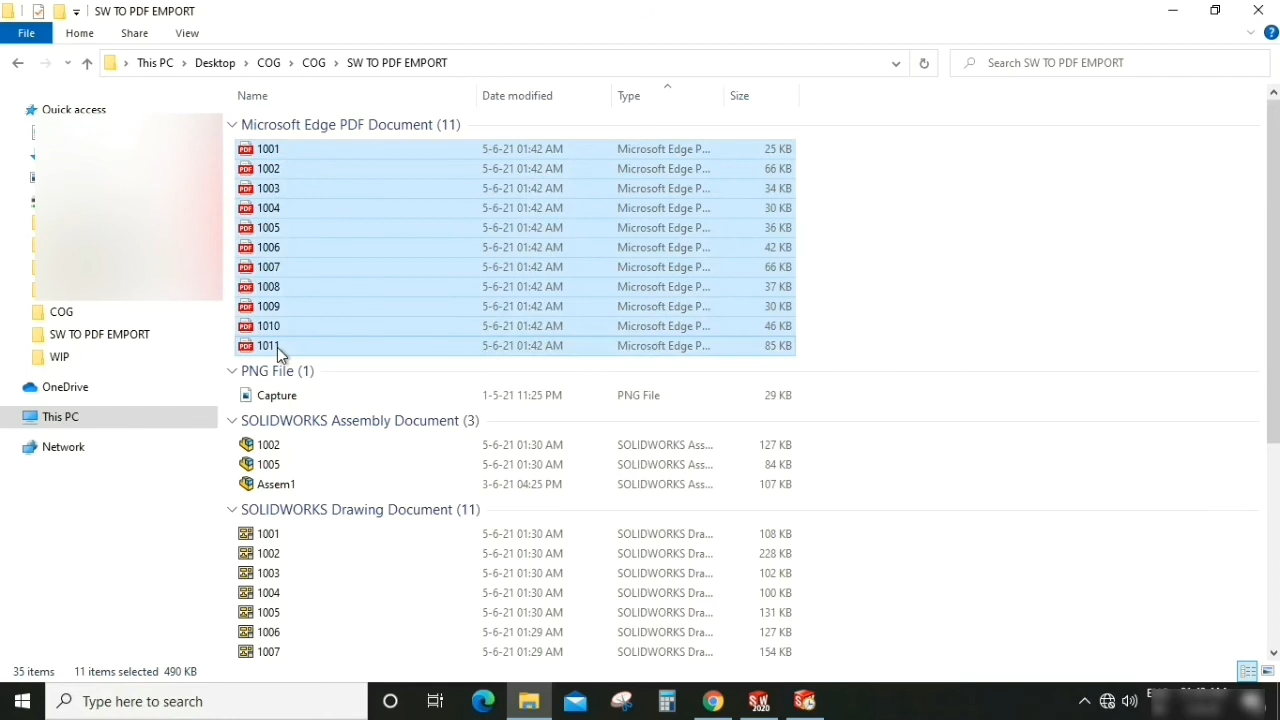 SW TO PDF EMPORT
File Home Share View
This PC Desktop COG COG SW TO PDF EMPORT
Search SW TO PDF EMPORT
Name Date modified Type Size
Quick access
COG
SW TO PDF EMPORT
WIP
OneDrive
This PC
Network
Microsoft Edge PDF Document (11)
1001 5-6-21 01:42 AM Microsoft Edge P... 25 KB
1002 5-6-21 01:42 AM Microsoft Edge P... 66 KB
1003 5-6-21 01:42 AM Microsoft Edge P... 34 KB
1004 5-6-21 01:42 AM Microsoft Edge P... 30 KB
1005 5-6-21 01:42 AM Microsoft Edge P... 36 KB
1006 5-6-21 01:42 AM Microsoft Edge P... 42 KB
1007 5-6-21 01:42 AM Microsoft Edge P... 66 KB
1008 5-6-21 01:42 AM Microsoft Edge P... 37 KB
1009 5-6-21 01:42 AM Microsoft Edge P... 30 KB
1010 5-6-21 01:42 AM Microsoft Edge P... 46 KB
1011 5-6-21 01:42 AM Microsoft Edge P... 85 KB
PNG File (1)
Capture 1-5-21 11:25 PM PNG File 29 KB
SOLIDWORKS Assembly Document (3)
1002 5-6-21 01:30 AM SOLIDWORKS Ass... 127 KB
1005 5-6-21 01:30 AM SOLIDWORKS Ass... 84 KB
Assem1 3-6-21 04:25 PM SOLIDWORKS Ass... 107 KB
SOLIDWORKS Drawing Document (11)
1001 5-6-21 01:30 AM SOLIDWORKS Dra... 108 KB
1002 5-6-21 01:30 AM SOLIDWORKS Dra... 228 KB
1003 5-6-21 01:30 AM SOLIDWORKS Dra... 102 KB
1004 5-6-21 01:30 AM SOLIDWORKS Dra... 100 KB
1005 5-6-21 01:30 AM SOLIDWORKS Dra... 131 KB
1006 5-6-21 01:29 AM SOLIDWORKS Dra... 127 KB
1007 5-6-21 01:29 AM SOLIDWORKS Dra... 154 KB
35 items 11 items selected 490 KB
Type here to search